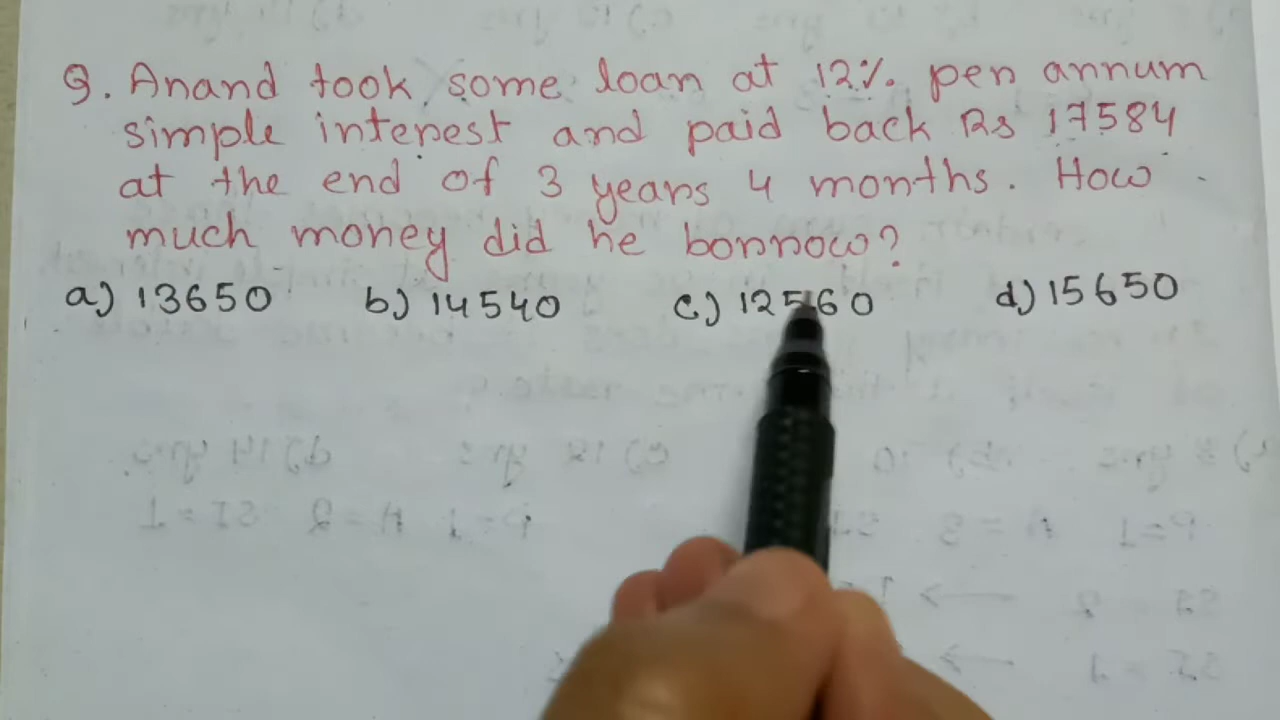 Q. Anand took some loan at 12% per annum
simple interest and paid back Rs 17584
at the end of 3 years 4 months. How
much money did he borrow?
a) 13650 b) 14540 c) 12560 d) 15650